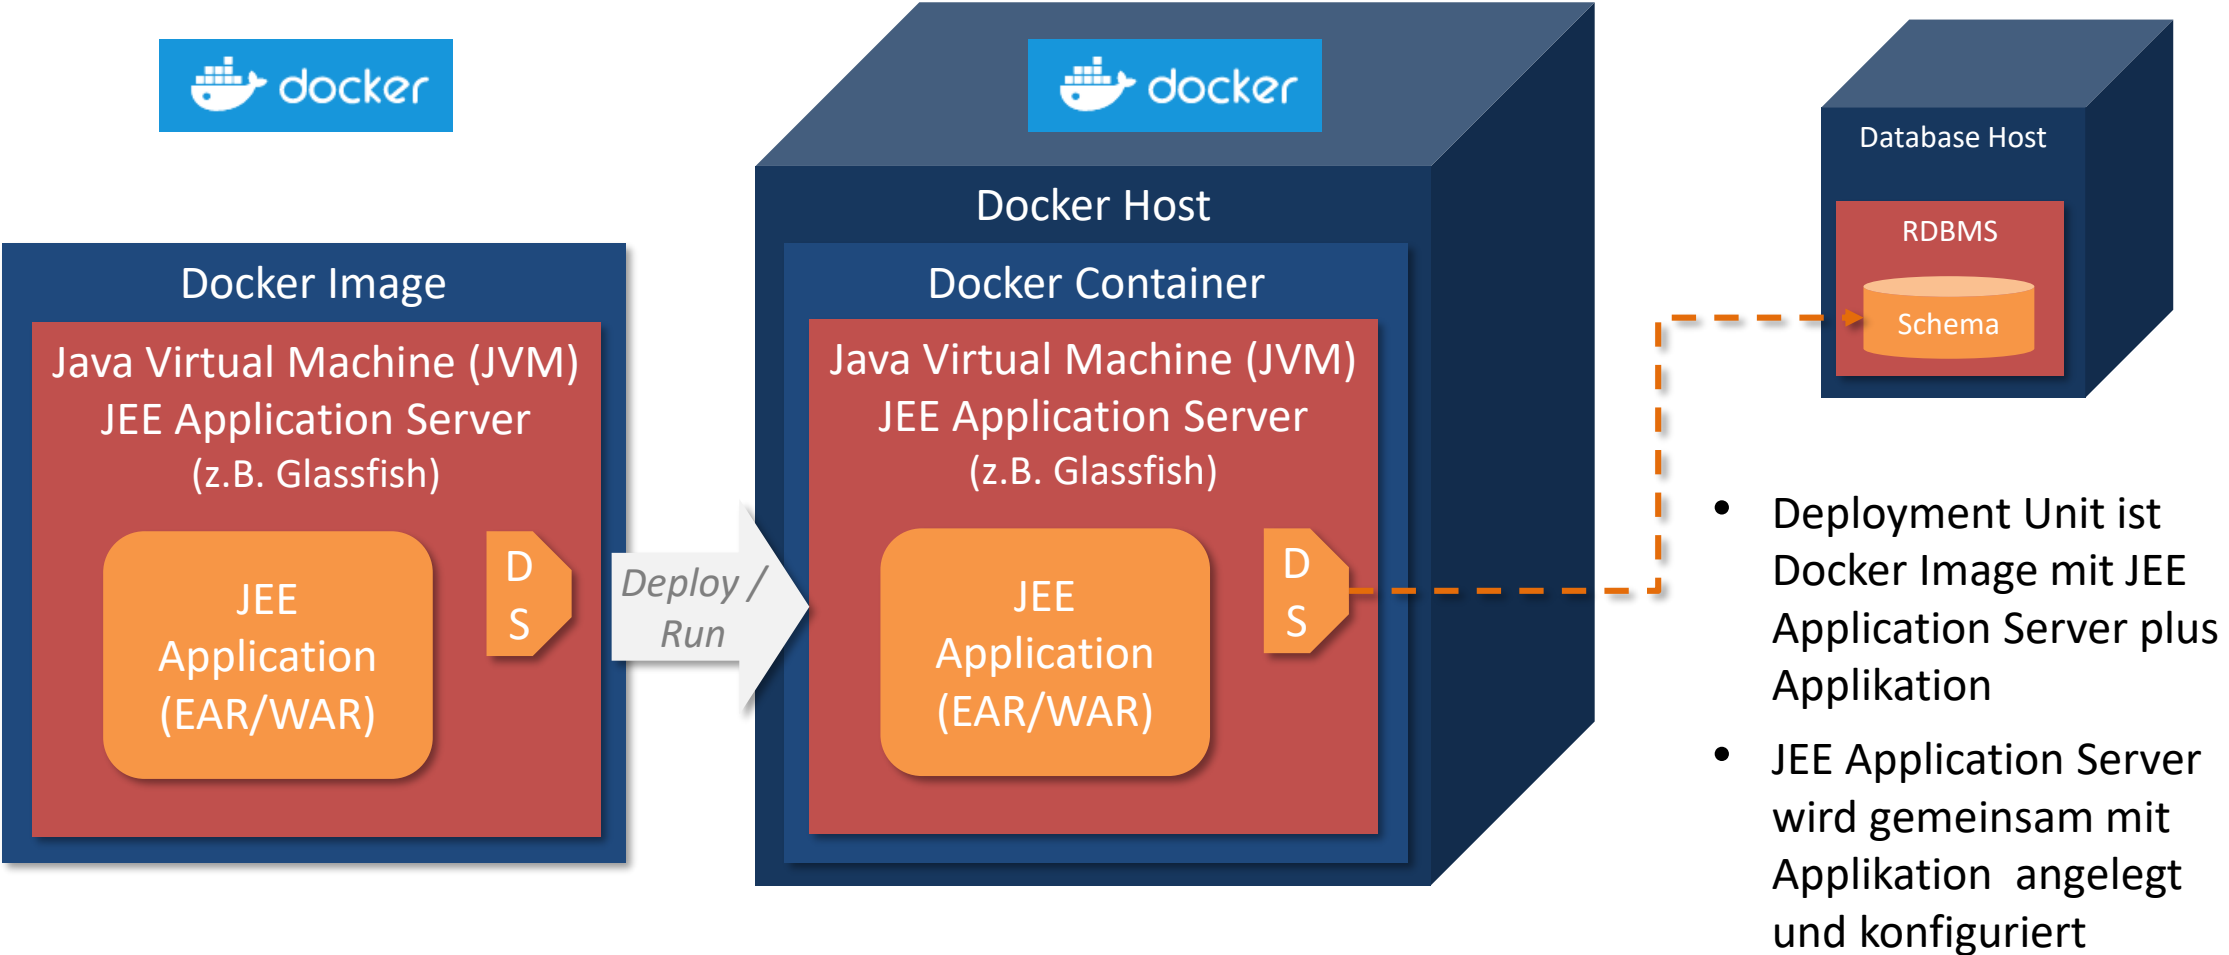 docker
docker
Docker Image
Java Virtual Machine (JVM)
JEE Application Server
(z.B. Glassfish)
JEE
Application
(EAR/WAR)
D
S
Deploy /
Run
Docker Host
Docker Container
Java Virtual Machine (JVM)
JEE Application Server
(z.B. Glassfish)
JEE
Application
(EAR/WAR)
D
S
Database Host
RDBMS
Schema
• Deployment Unit ist
Docker Image mit JEE
Application Server plus
Applikation
• JEE Application Server
wird gemeinsam mit
Applikation  angelegt
und konfiguriert